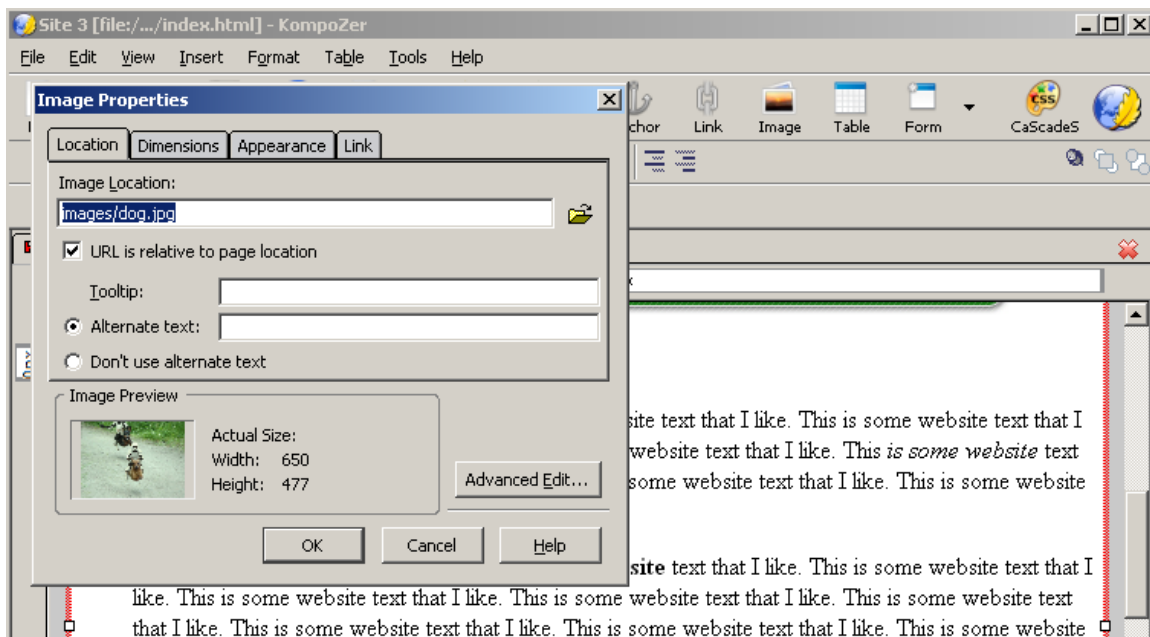 Site 3 [file:/.../index.html] - KompoZer
File Edit View Insert Format Table Tools Help
Image Properties
chor Link Image Table Form CaScadeS
CSS
Location Dimensions Appearance Link
Image Location:
images/dog.jpg
URL is relative to page location
Tooltip:
Alternate text:
Don't use alternate text
Image Preview
Actual Size:
Width: 650
Height: 477
Advanced Edit...
OK Cancel Help
site text that I like. This is some website text that I
website text that I like. This is some website text
some website text that I like. This is some website
site text that I like. This is some website text that I
like. This is some website text that I like. This is some website text that I like. This is some website text
that I like. This is some website text that I like. This is some website text that I like. This is some website